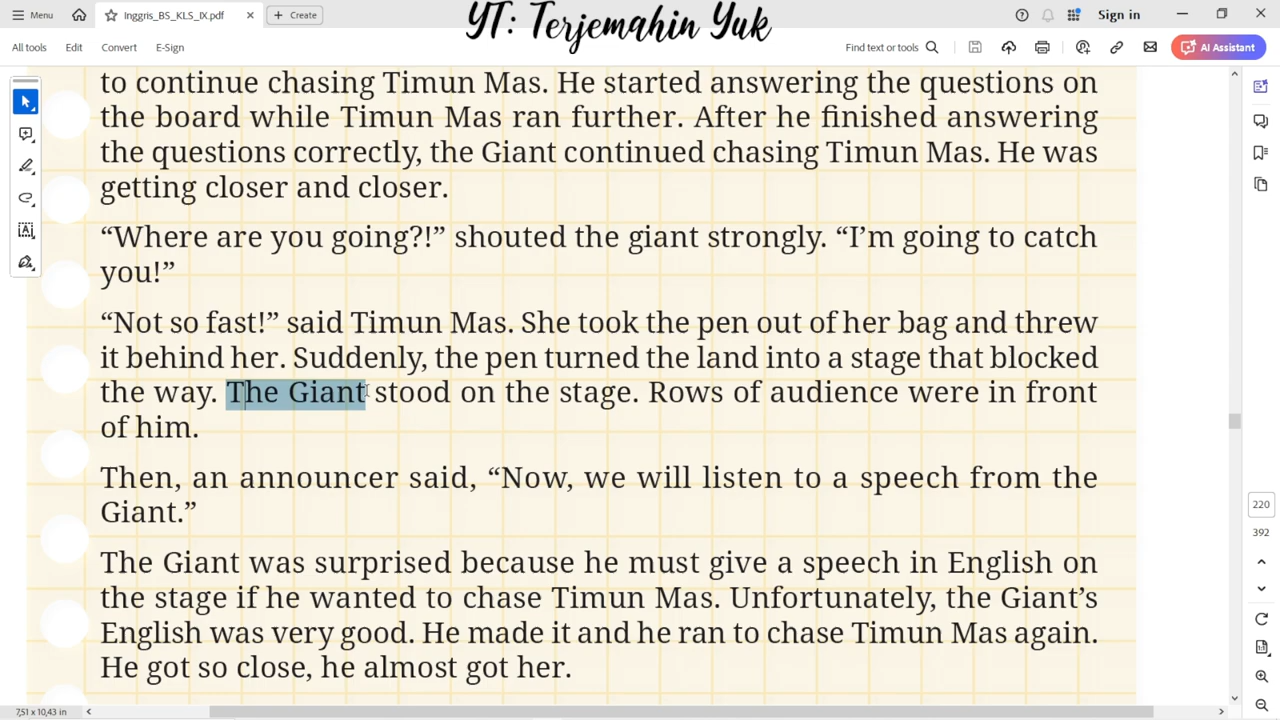 Menu
Inggris_BS_KLS_IX.pdf
Create
YT: Terjemahin Yuk
Sign in
All tools
Edit
Convert
E-Sign
Find text or tools
AI Assistant
to continue chasing Timun Mas. He started answering the questions on
the board while Timun Mas ran further. After he finished answering
the questions correctly, the Giant continued chasing Timun Mas. He was
getting closer and closer.
“Where are you going?!” shouted the giant strongly. “I’m going to catch
you!”
“Not so fast!” said Timun Mas. She took the pen out of her bag and threw
it behind her. Suddenly, the pen turned the land into a stage that blocked
the way. The Giant stood on the stage. Rows of audience were in front
of him.
Then, an announcer said, “Now, we will listen to a speech from the
Giant.”
The Giant was surprised because he must give a speech in English on
the stage if he wanted to chase Timun Mas. Unfortunately, the Giant’s
English was very good. He made it and he ran to chase Timun Mas again.
He got so close, he almost got her.
220
392
7,51 x 10,43 in